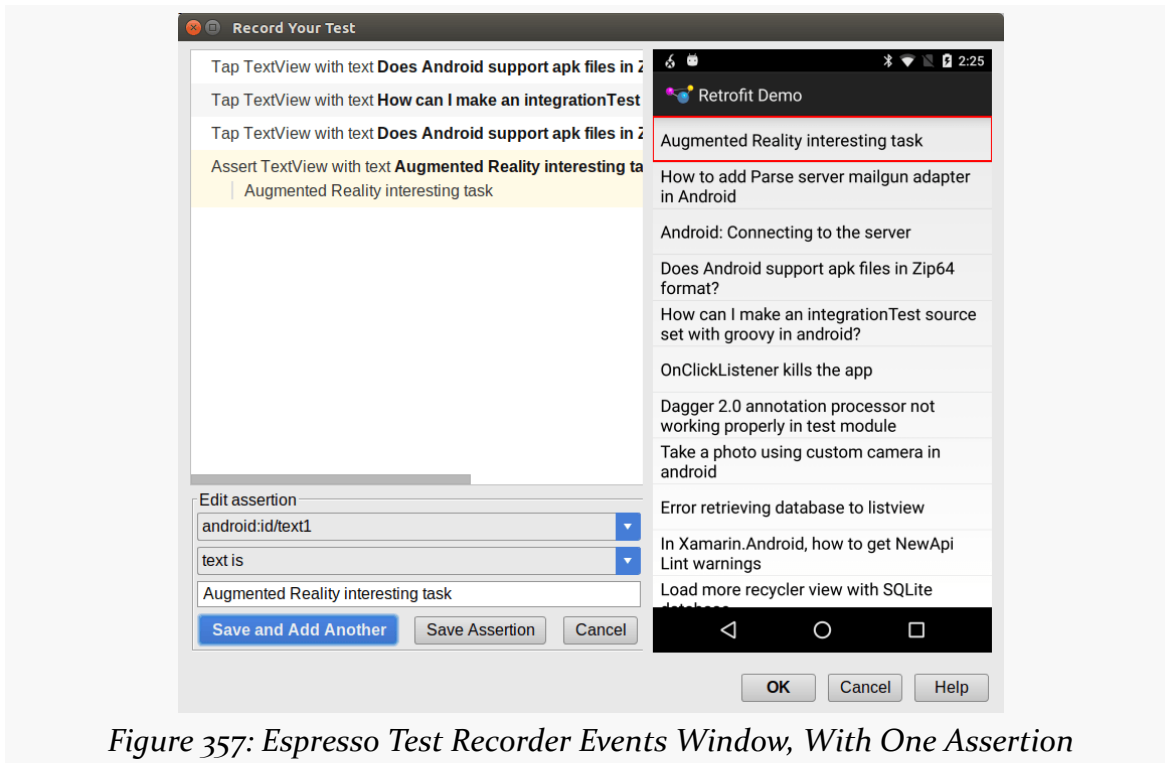 Record Your Test
Tap TextView with text Does Android support apk files in Z
Tap TextView with text How can I make an integrationTest
Tap TextView with text Does Android support apk files in Z
Assert TextView with text Augmented Reality interesting ta
Augmented Reality interesting task
Edit assertion
android:id/text1
text is
Augmented Reality interesting task
Save and Add Another
Save Assertion
Cancel
2:25
Retrofit Demo
Augmented Reality interesting task
How to add Parse server mailgun adapter
in Android
Android: Connecting to the server
Does Android support apk files in Zip64
format?
How can I make an integrationTest source
set with groovy in android?
OnClickListener kills the app
Dagger 2.0 annotation processor not
working properly in test module
Take a photo using custom camera in
android
Error retrieving database to listview
In Xamarin.Android, how to get NewApi
Lint warnings
Load more recycler view with SQLite
OK
Cancel
Help
Figure 357: Espresso Test Recorder Events Window, With One Assertion